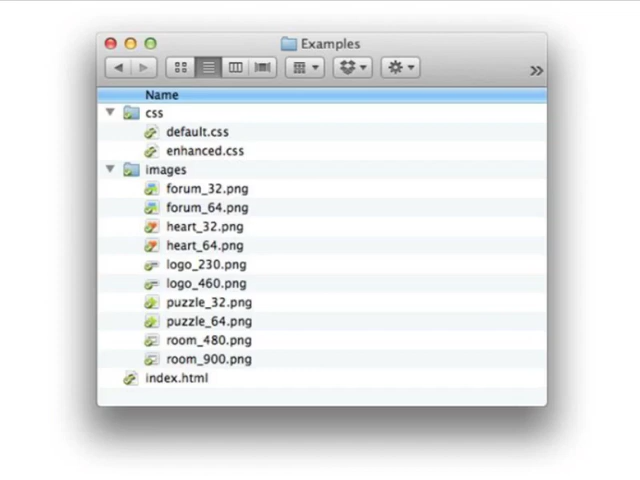 Examples
Name
css
default.css
enhanced.css
images
forum_32.png
forum_64.png
heart_32.png
heart_64.png
logo_230.png
logo_460.png
puzzle_32.png
puzzle_64.png
room_480.png
room_900.png
index.html